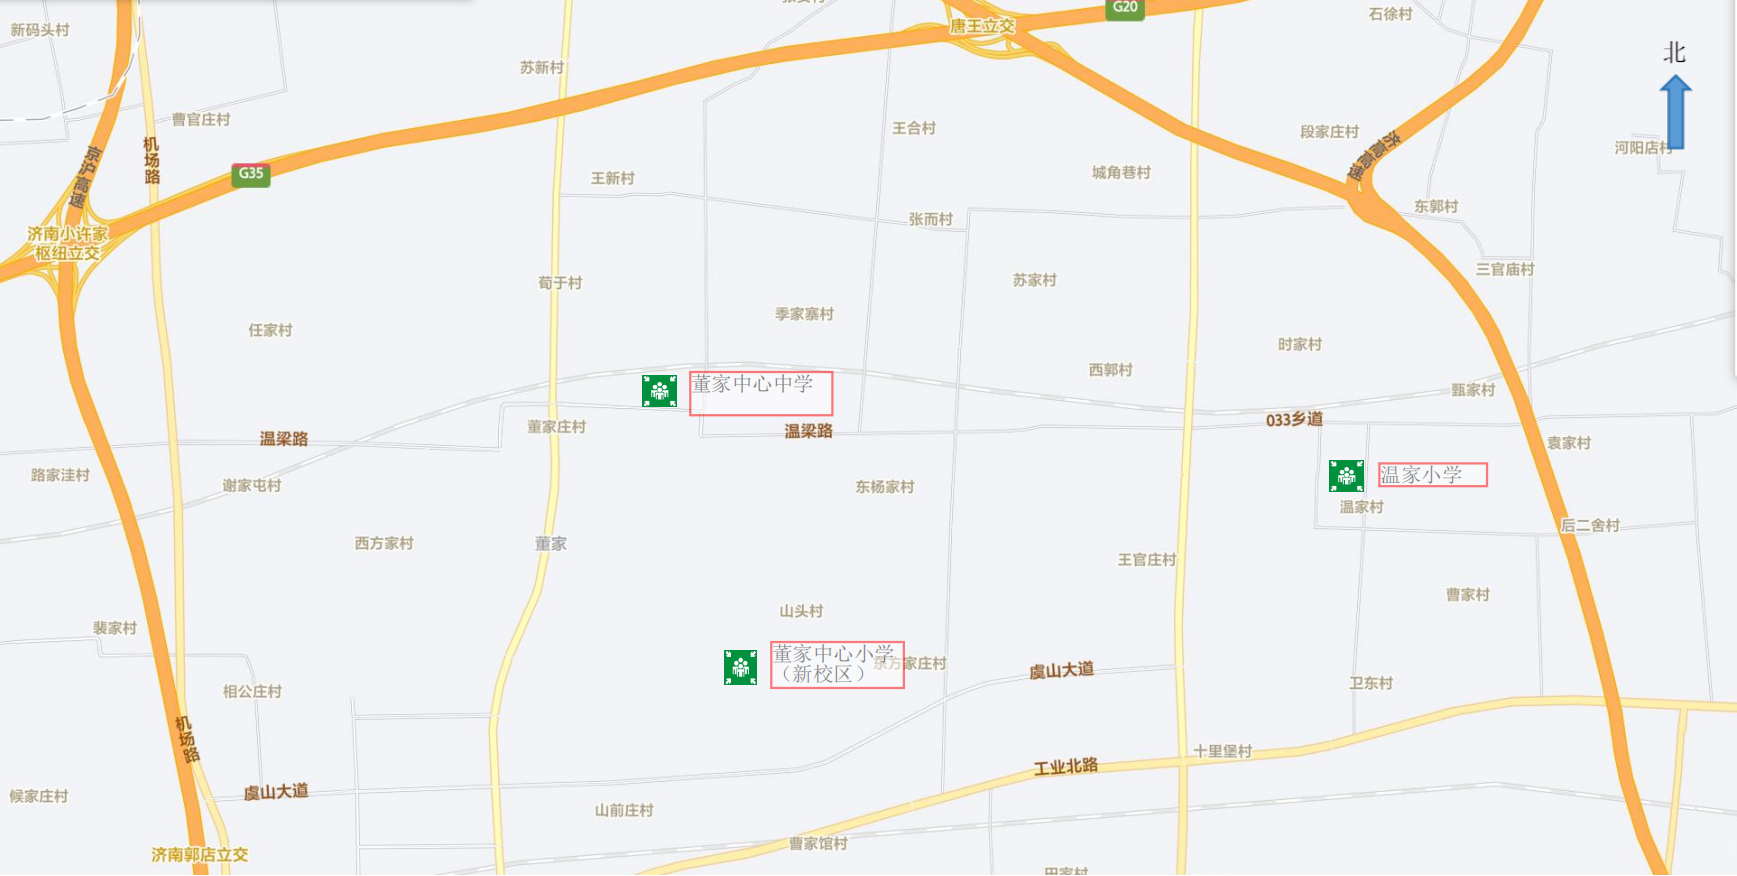 G20
石徐村
新码头村
唐王立交
北
苏新村
曹官庄村
王合村
段家庄村
济高高速
河阳店村
机场路
京沪高速
G35
王新村
城角巷村
东郭村
张而村
济南小许家
枢纽立交
三官庙村
苏家村
荀于村
季家寨村
任家村
时家村
西郭村
董家中心中学
甄家村
033乡道
董家庄村
温梁路
温梁路
袁家村
路家洼村
谢家屯村
东杨家村
温家小学
温家村
后二舍村
西方家村
董家
王官庄村
曹家村
山头村
裴家村
董家中心小学
（新校区）
东方家庄村
虞山大道
卫东村
相公庄村
机场路
十里堡村
工业北路
虞山大道
候家庄村
山前庄村
曹家馆村
济南郭店立交